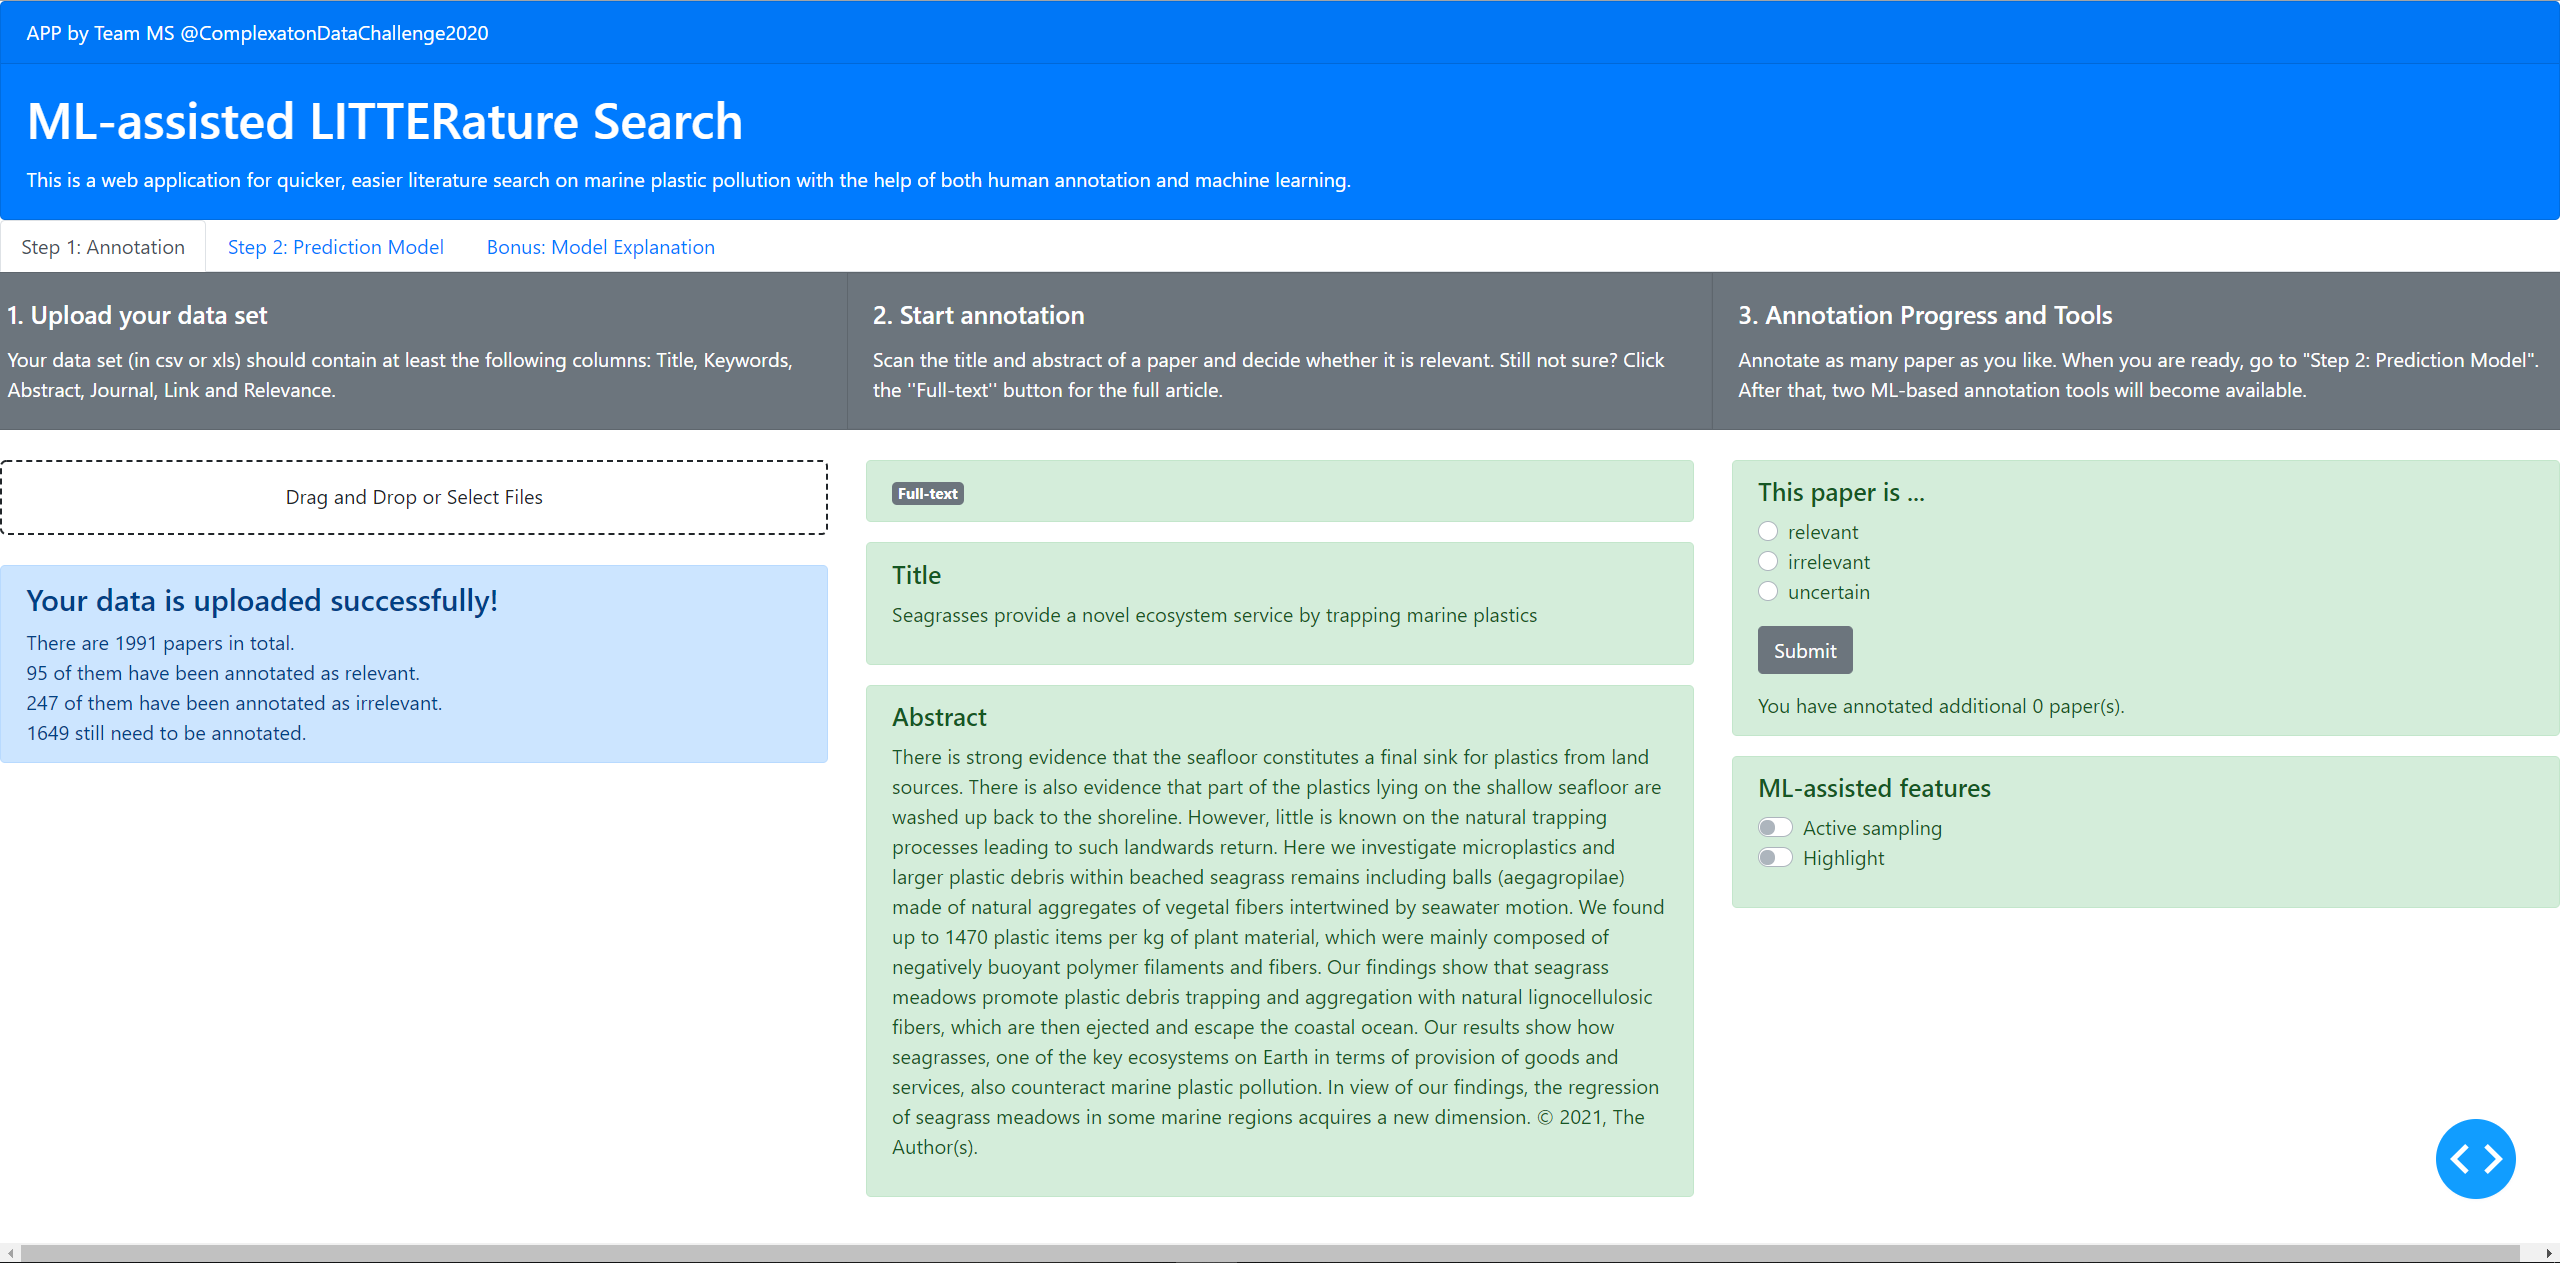 APP by Team MS @ComplexatonDataChallenge2020
ML-assisted LITTERature Search
This is a web application for quicker, easier literature search on marine plastic pollution with the help of both human annotation and machine learning.
Step 1: Annotation
Step 2: Prediction Model
Bonus: Model Explanation
1. Upload your data set
Your data set (in csv or xls) should contain at least the following columns: Title, Keywords,
Abstract, Journal, Link and Relevance.
2. Start annotation
Scan the title and abstract of a paper and decide whether it is relevant. Still not sure? Click
the ''Full-text'' button for the full article.
3. Annotation Progress and Tools
Annotate as many paper as you like. When you are ready, go to "Step 2: Prediction Model".
After that, two ML-based annotation tools will become available.
Drag and Drop or Select Files
Your data is uploaded successfully!
There are 1991 papers in total.
95 of them have been annotated as relevant.
247 of them have been annotated as irrelevant.
1649 still need to be annotated.
Full-text
Title
Seagrasses provide a novel ecosystem service by trapping marine plastics
Abstract
There is strong evidence that the seafloor constitutes a final sink for plastics from land
sources. There is also evidence that part of the plastics lying on the shallow seafloor are
washed up back to the shoreline. However, little is known on the natural trapping
processes leading to such landwards return. Here we investigate microplastics and
larger plastic debris within beached seagrass remains including balls (aegagropilae)
made of natural aggregates of vegetal fibers intertwined by seawater motion. We found
up to 1470 plastic items per kg of plant material, which were mainly composed of
negatively buoyant polymer filaments and fibers. Our findings show that seagrass
meadows promote plastic debris trapping and aggregation with natural lignocellulosic
fibers, which are then ejected and escape the coastal ocean. Our results show how
seagrasses, one of the key ecosystems on Earth in terms of provision of goods and
services, also counteract marine plastic pollution. In view of our findings, the regression
of seagrass meadows in some marine regions acquires a new dimension. © 2021, The
Author(s).
This paper is ...
relevant
irrelevant
uncertain
Submit
You have annotated additional 0 paper(s).
ML-assisted features
Active sampling
Highlight